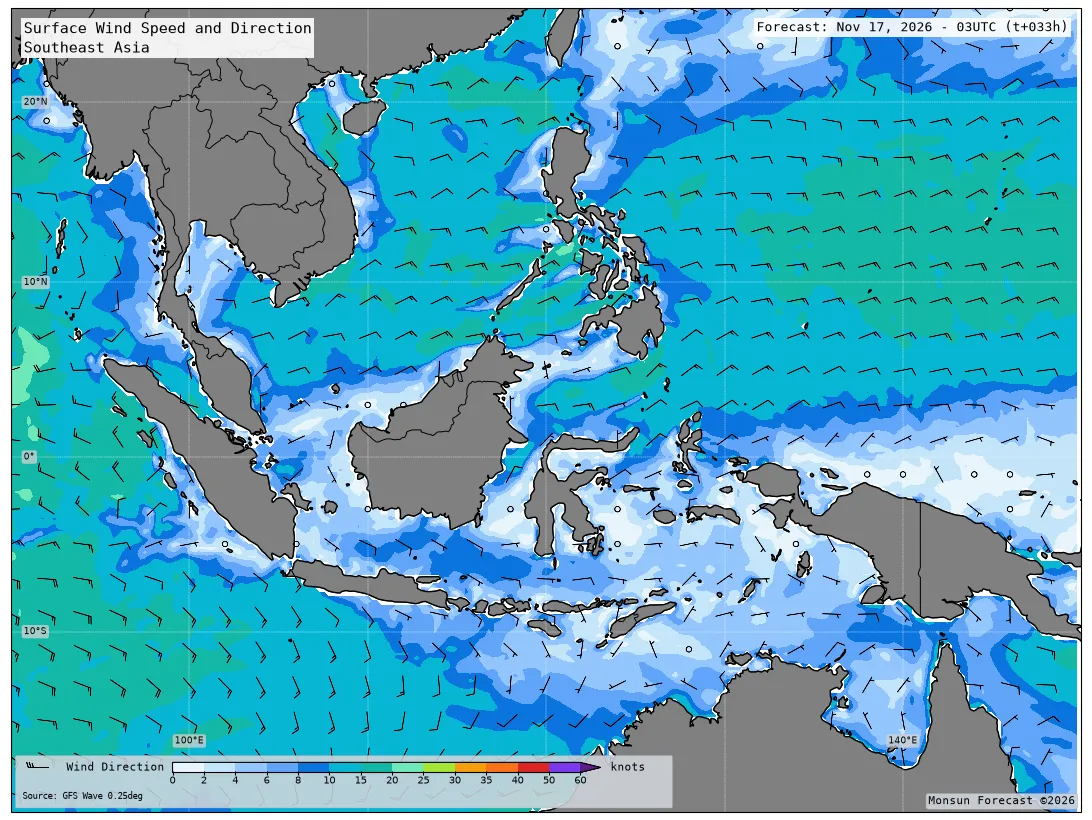 Surface Wind Speed and Direction
Southeast Asia
Forecast: Nov 17, 2026 - 03UTC (t+033h)
20°N
10°N
0°
10°S
100°E
140°E
Wind Direction
0 2 4 6 8 10 15 20 25 30 35 40 50 60
knots
Source: GFS Wave 0.25deg
Monsun Forecast ©2026